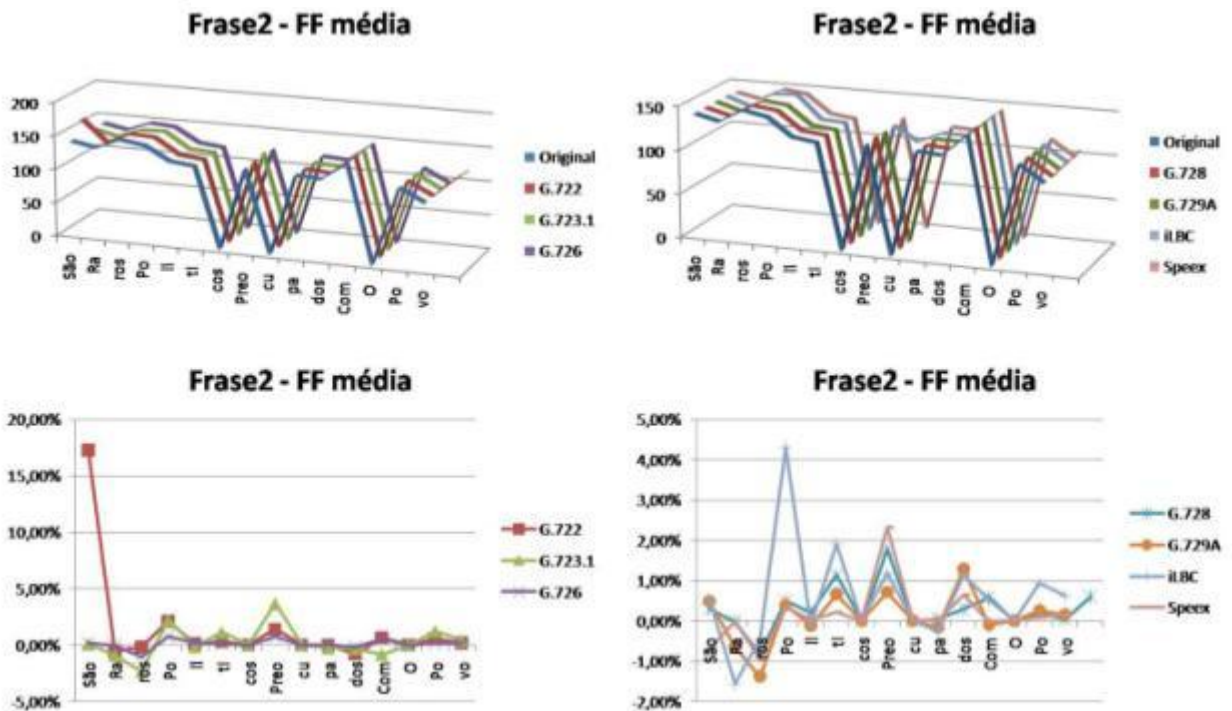 Frase2 - FF média
200
150
100
50
0
São
Ra
ros
Po
li
ti
cos
Preo
cu
pa
dos
Com
O
Po
vo
Original
G.722
G.723.1
G.726
Frase2 - FF média
150
100
50
0
São
Ra
ros
Po
li
ti
cos
Preo
cu
pa
dos
Com
O
Po
vo
Original
G.728
G.729A
iLBC
Speex
Frase2 - FF média
20,00%
15,00%
10,00%
5,00%
0,00%
-5,00%
São
Ra
ros
Po
li
ti
cos
Preo
cu
pa
dos
Com
O
Po
vo
G.722
G.723.1
G.726
Frase2 - FF média
5,00%
4,00%
3,00%
2,00%
1,00%
0,00%
-1,00%
-2,00%
São
Ra
ros
Po
li
ti
cos
Preo
cu
pa
dos
Com
O
Po
vo
G.728
G.729A
iLBC
Speex